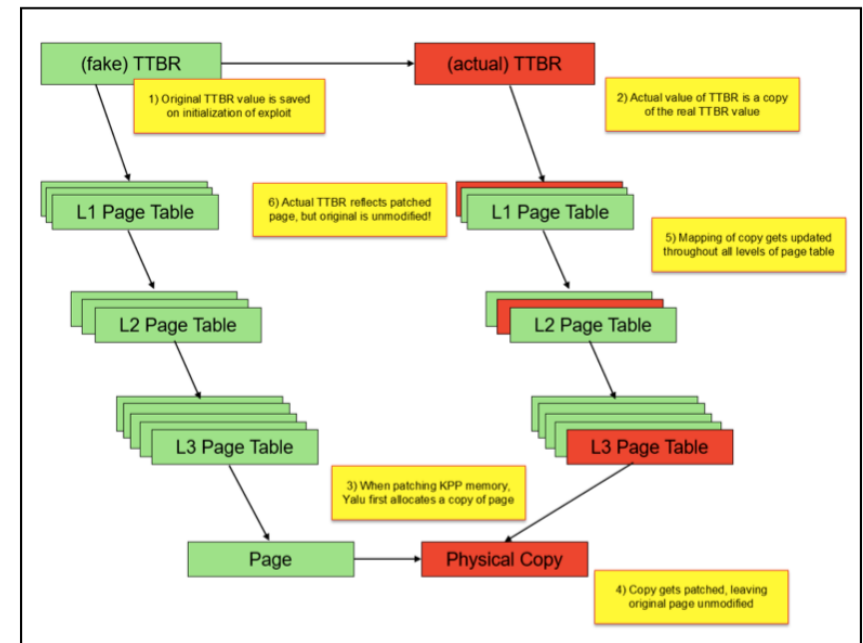 (fake) TTBR
(actual) TTBR
1) Original TTBR value is saved
on initialization of exploit
2) Actual value of TTBR is a copy
of the real TTBR value
L1 Page Table
6) Actual TTBR reflects patched
page, but original is unmodified!
L1 Page Table
5) Mapping of copy gets updated
throughout all levels of page table
L2 Page Table
L2 Page Table
L3 Page Table
L3 Page Table
3) When patching KPP memory,
Yalu first allocates a copy of page
Page
Physical Copy
4) Copy gets patched, leaving
original page unmodified